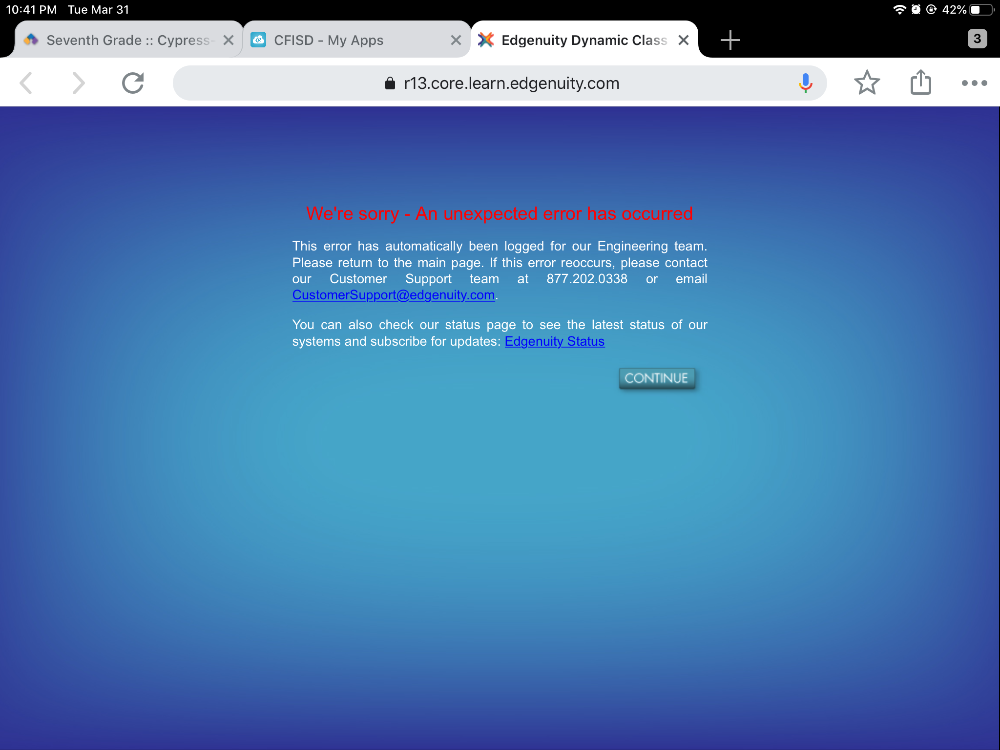 10:41 PM Tue Mar 31
42%
Seventh Grade :: Cypress-
CFISD - My Apps
Edgenuity Dynamic Class
3
r13.core.learn.edgenuity.com
We're sorry - An unexpected error has occurred
This error has automatically been logged for our Engineering team.
Please return to the main page. If this error reoccurs, please contact
our Customer Support team at 877.202.0338 or email
CustomerSupport@edgenuity.com.
You can also check our status page to see the latest status of our
systems and subscribe for updates: Edgenuity Status
CONTINUE